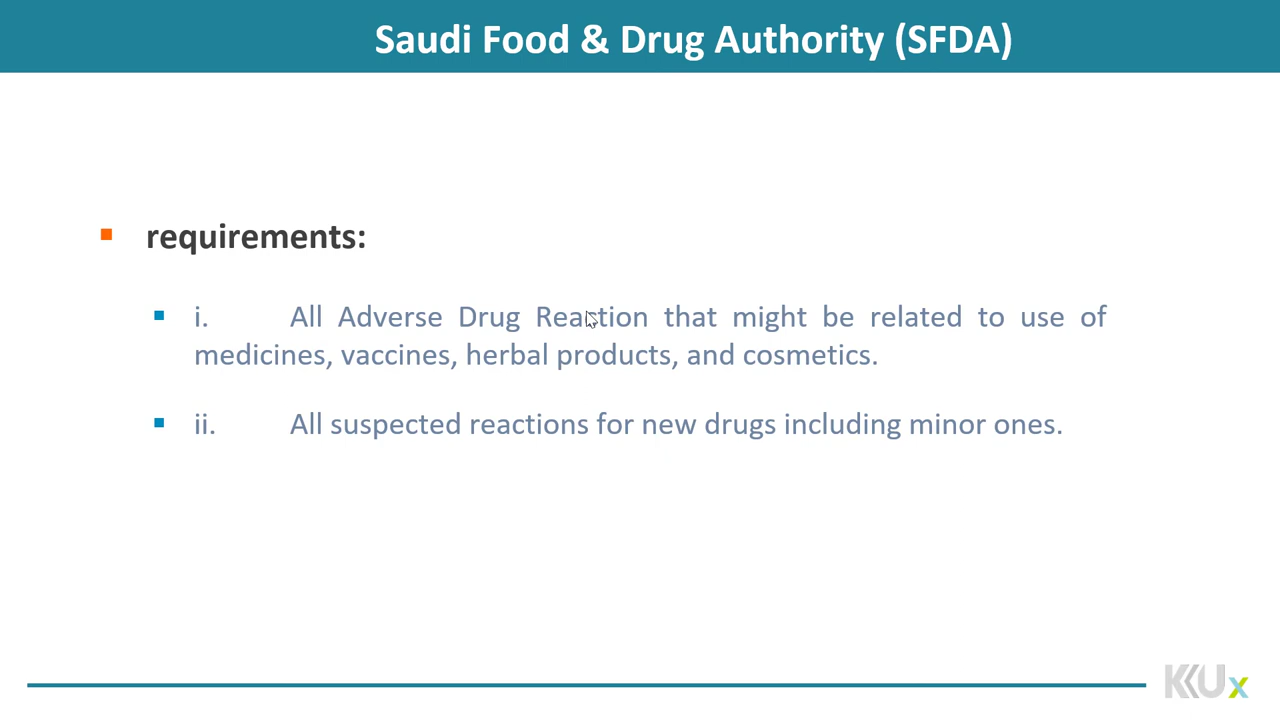 Saudi Food & Drug Authority (SFDA)
requirements:
i. All Adverse Drug Reaction that might be related to use of
medicines, vaccines, herbal products, and cosmetics.
ii. All suspected reactions for new drugs including minor ones.
KKUx